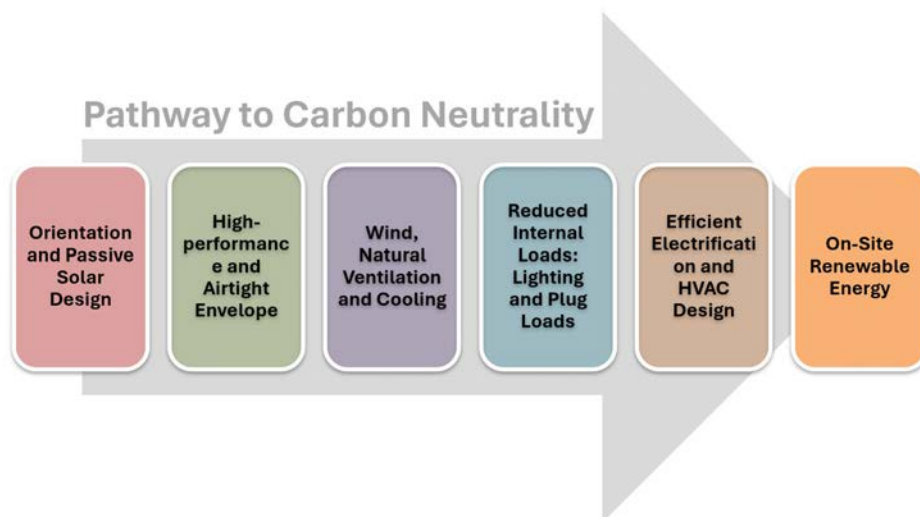 Pathway to Carbon Neutrality
Orientation
and Passive
Solar
Design
High-
performanc
e and
Airtight
Envelope
Wind,
Natural
Ventilation
and Cooling
Reduced
Internal
Loads:
Lighting
and Plug
Loads
Efficient
Electrificati
on and
HVAC
Design
On-Site
Renewable
Energy